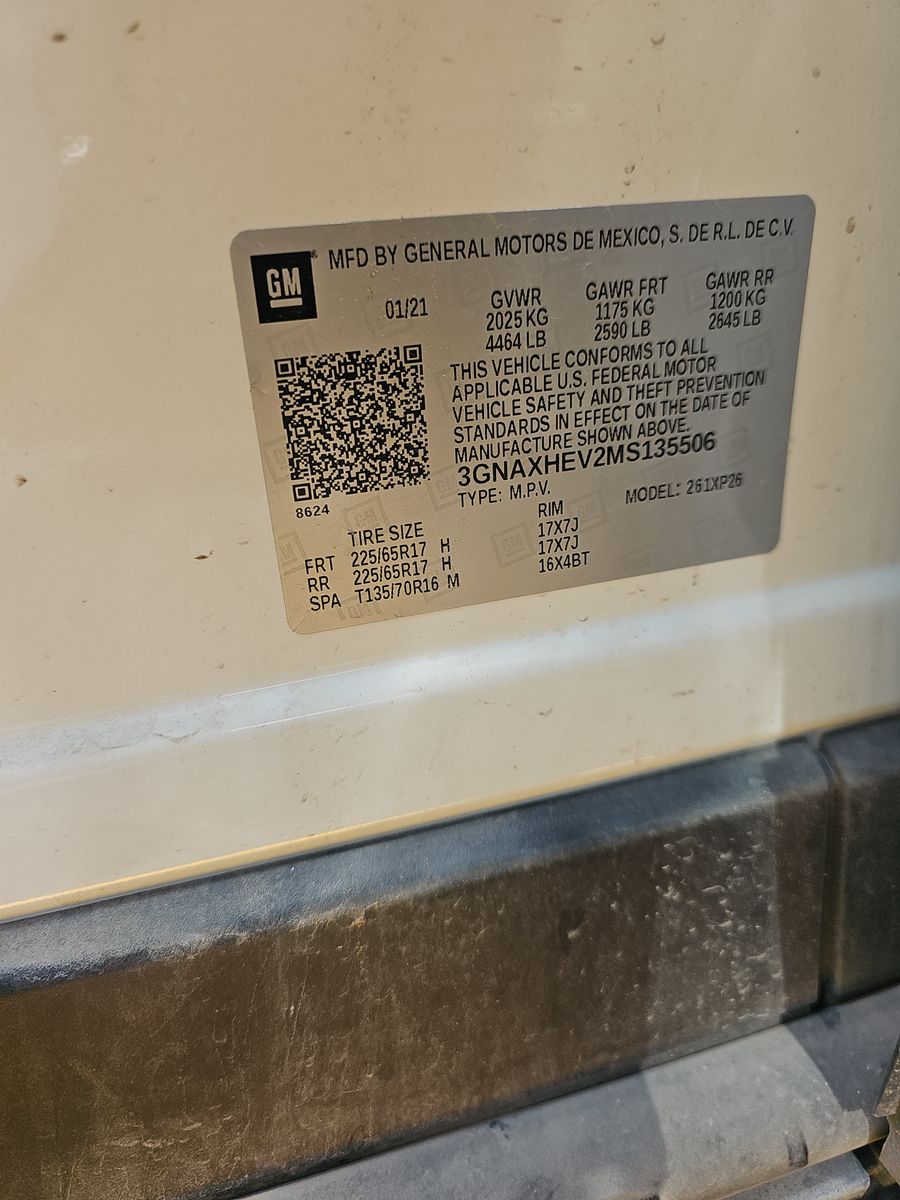 GM
MFD BY GENERAL MOTORS DE MEXICO, S. DE R.L. DE C.V.
01/21
GVWR GAWR FRT GAWR RR
2025 KG 1175 KG 1200 KG
4464 LB 2590 LB 2645 LB
THIS VEHICLE CONFORMS TO ALL
APPLICABLE U.S. FEDERAL MOTOR
VEHICLE SAFETY AND THEFT PREVENTION
STANDARDS IN EFFECT ON THE DATE OF
MANUFACTURE SHOWN ABOVE.
3GNAXHEV2MS135506
TYPE: M.P.V. MODEL: 261XP26
8624
TIRE SIZE RIM
FRT 225/65R17 H 17X7J
RR 225/65R17 H 17X7J
SPA T135/70R16 M 16X4BT